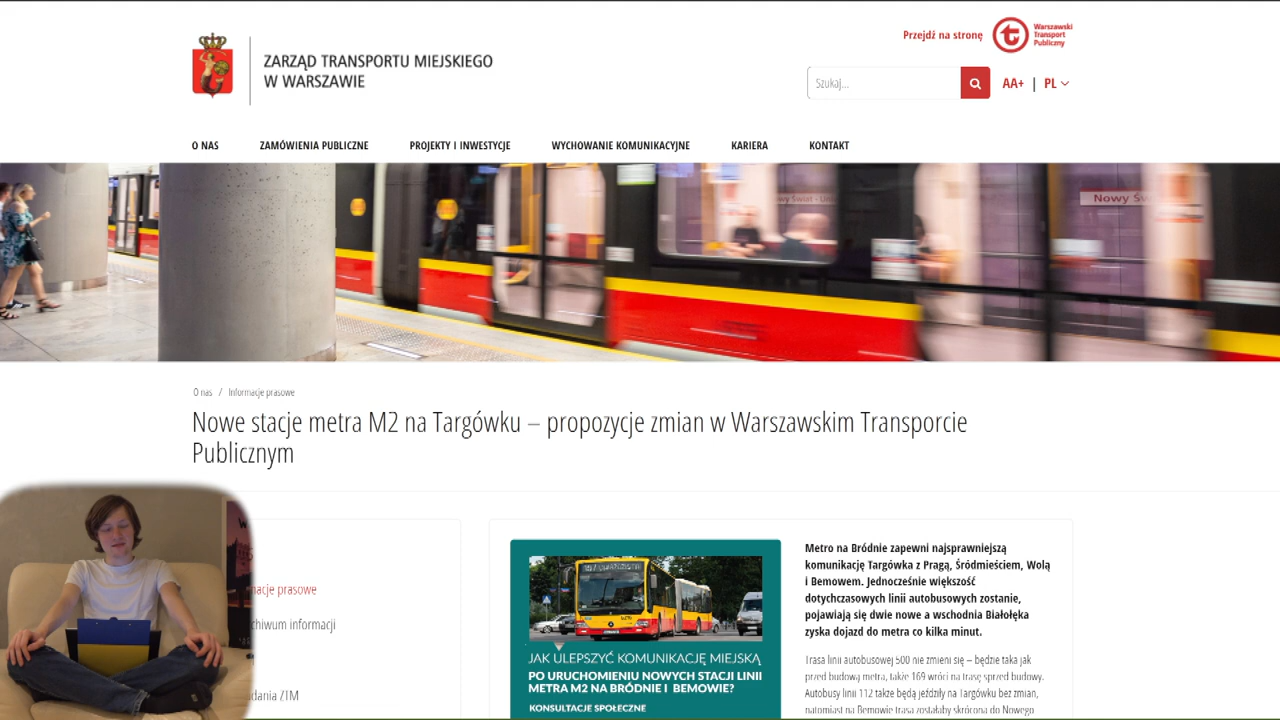 ZARZĄD TRANSPORTU MIEJSKIEGO
W WARSZAWIE
Przejdź na stronę
Warszawski
Transport
Publiczny
Szukaj...
AA+ | PL
O NAS
ZAMÓWIENIA PUBLICZNE
PROJEKTY I INWESTYCJE
WYCHOWANIE KOMUNIKACYJNE
KARIERA
KONTAKT
Nowy Świat - Un
Nowy Św
O nas / Informacje prasowe
Nowe stacje metra M2 na Targówku – propozycje zmian w Warszawskim Transporcie
Publicznym
macje prasowe
chiwum informacji
dania ZTM
JAK ULEPSZYĆ KOMUNIKACJĘ MIEJSKĄ
PO URUCHOMIENIU NOWYCH STACJI LINII
METRA M2 NA BRÓDNIE I BEMOWIE?
KONSULTACJE SPOŁECZNE
Metro na Bródnie zapewni najsprawniejszą
komunikację Targówka z Pragą, Śródmieściem, Wolą
i Bemowem. Jednocześnie większość
dotychczasowych linii autobusowych zostanie,
pojawiają się dwie nowe a wschodnia Białołęka
zyska dojazd do metra co kilka minut.
Trasa linii autobusowej 500 nie zmieni się – będzie taka jak
przed budową metra, także 169 wróci na trasę sprzed budowy.
Autobusy linii 112 także będą jeździły na Targówku bez zmian,
natomiast na Bemowie trasa zostałaby skrócona do Nowego